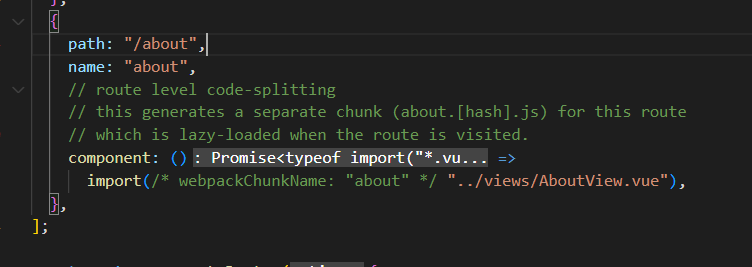 },
{
path: "/about",
name: "about",
// route level code-splitting
// this generates a separate chunk (about.[hash].js) for this route
// which is lazy-loaded when the route is visited.
component: () : Promise<typeof import("*.vu... =>
import(/* webpackChunkName: "about" */ "../views/AboutView.vue"),
},
];